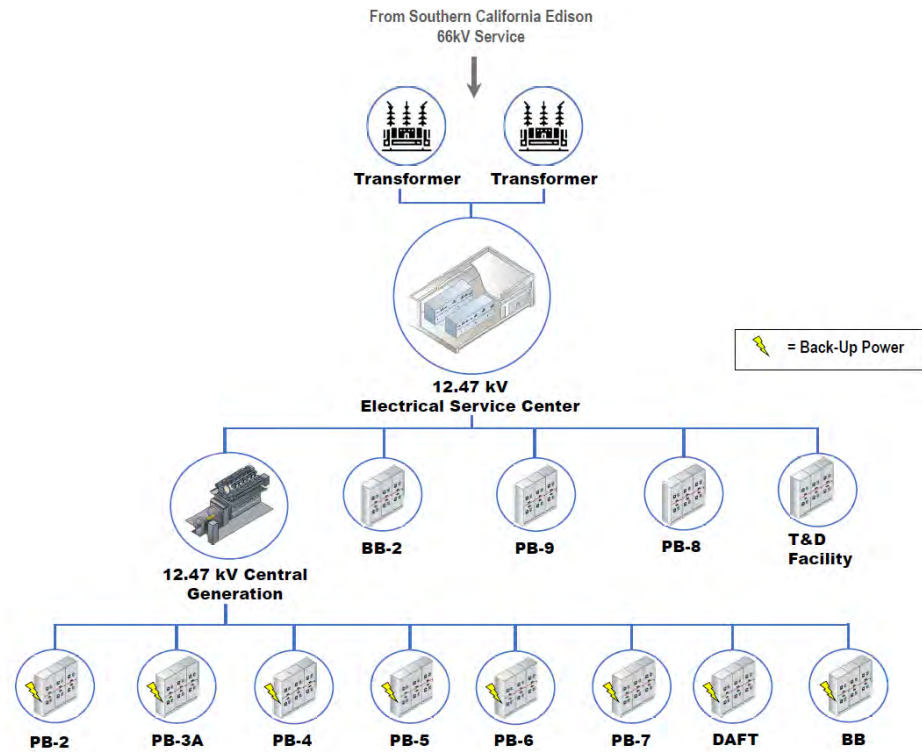 From Southern California Edison
66kV Service
Transformer
Transformer
12.47 kV
Electrical Service Center
= Back-Up Power
12.47 kV Central
Generation
BB-2
PB-9
PB-8
T&D
Facility
PB-2
PB-3A
PB-4
PB-5
PB-6
PB-7
DAFT
BB